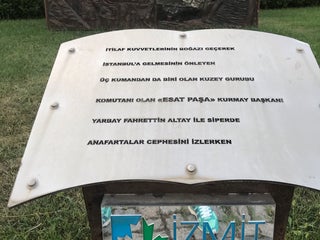 İTİLAF KUVVETLERİNİN BOĞAZI GEÇEREK
İSTANBUL'A GELMESİNİN ÖNLEYEN
ÜÇ KUMANDAN DA BİRİ OLAN KUZEY GURUBU
KOMUTANI OLAN «ESAT PAŞA» KURMAY BAŞKANI
YARBAY FAHRETTİN ALTAY İLE SİPERDE
ANAFARTALAR CEPHESİNİ İZLERKEN
İZMİT